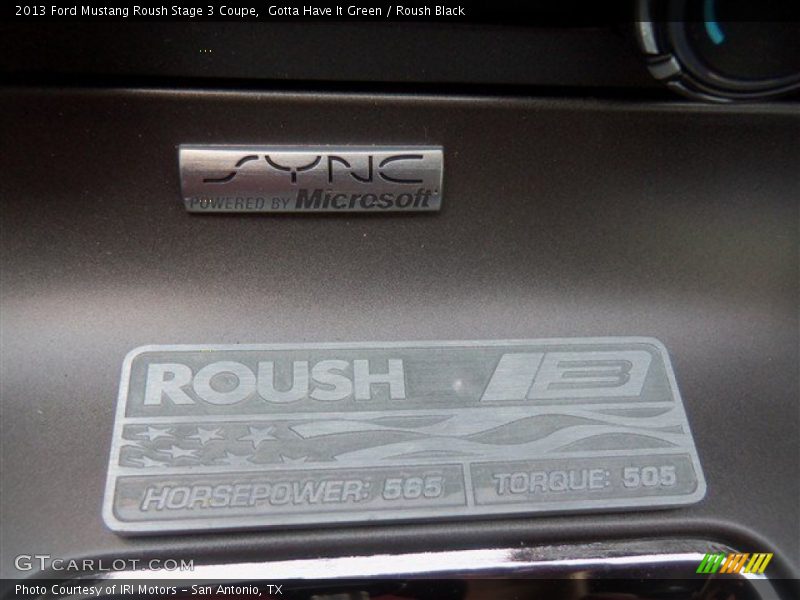 2013 Ford Mustang Roush Stage 3 Coupe,  Gotta Have It Green / Roush Black
SYNC
POWERED BY Microsoft
ROUSH 3
HORSEPOWER: 565 TORQUE: 505
GTCARLOT.COM
Photo Courtesy of IRI Motors – San Antonio, TX